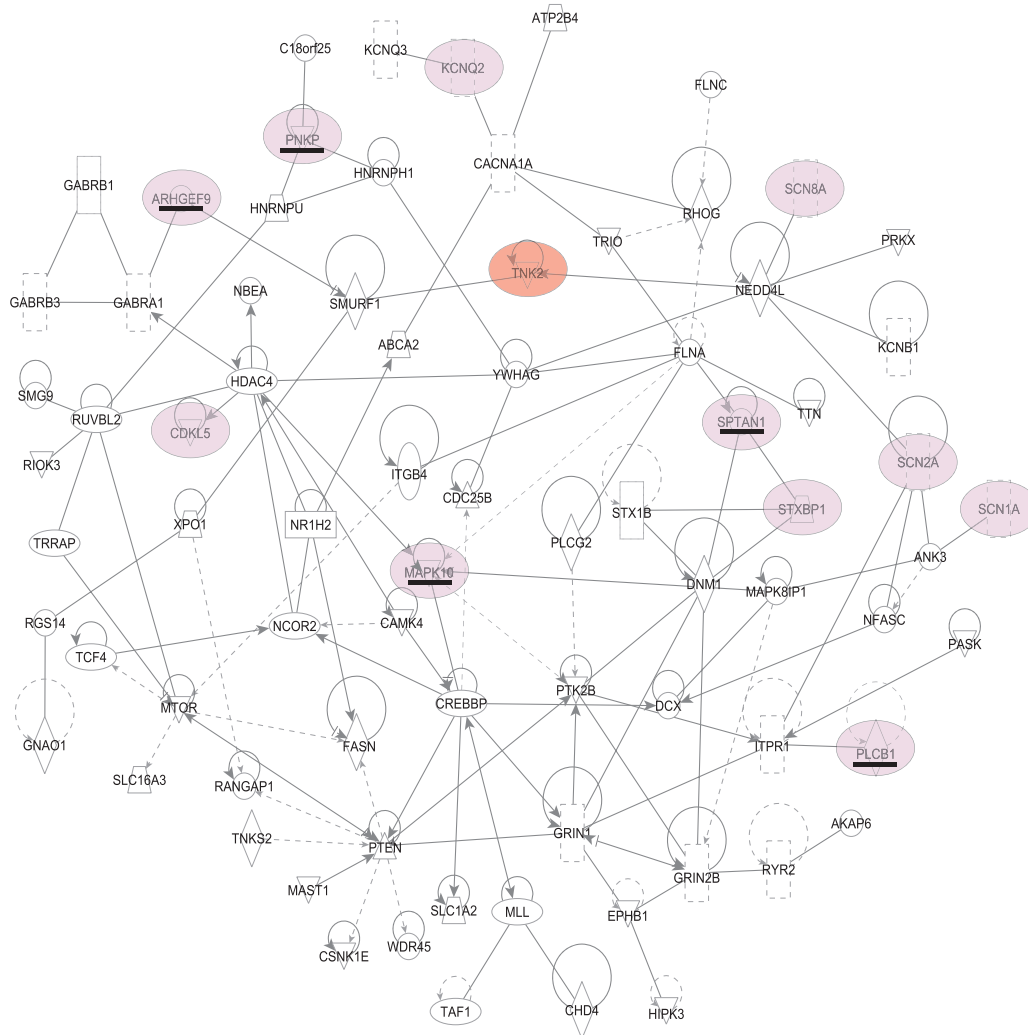 ATP2B4
C18orf25
KCNQ3
KCNQ2
FLNC
PNKP
CACNA1A
HNRNPH1
GABRB1
ARHGEF9
SCN8A
HNRNPU
RHOG
TRIO
PRKX
TNK2
NBEA
NEDD4L
GABRB3
GABRA1
SMURF1
ABCA2
KCNB1
FLNA
YWHAG
HDAC4
SMG9
RUVBL2
TTN
SPTAN1
CDKL5
RIOK3
ITGB4
SCN2A
CDC25B
STX1B
STXBP1
SCN1A
XPO1
NR1H2
TRRAP
PLCG2
ANK3
MAPK10
DNM1
MAPK8IP1
RGS14
NCOR2
CAMK4
NFASC
PASK
TCF4
PTK2B
MTOR
CREBBP
DCX
GNAO1
FASN
ITPR1
PLCB1
SLC16A3
RANGAP1
TNKS2
PTEN
GRIN1
AKAP6
GRIN2B
RYR2
MAST1
SLC1A2
MLL
EPHB1
CSNK1E
WDR45
TAF1
CHD4
HIPK3